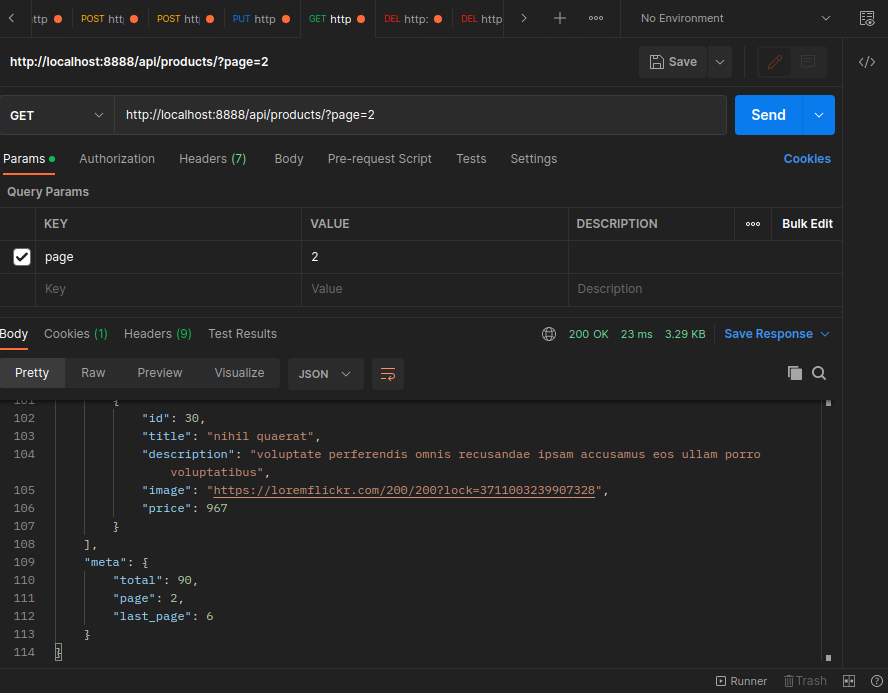 ttp POST htt POST htt PUT http GET http DEL http: DEL http No Environment
http://localhost:8888/api/products/?page=2 Save
GET http://localhost:8888/api/products/?page=2 Send
Params Authorization Headers (7) Body Pre-request Script Tests Settings Cookies
Query Params
KEY VALUE DESCRIPTION Bulk Edit
page 2
Key Value Description
Body Cookies (1) Headers (9) Test Results 200 OK 23 ms 3.29 KB Save Response
Pretty Raw Preview Visualize JSON
101 {
102 "id": 30,
103 "title": "nihil quaerat",
104 "description": "voluptate perferendis omnis recusandae ipsam accusamus eos ullam porro
voluptatibus",
105 "image": "https://loremflickr.com/200/200?lock=3711003239907328",
106 "price": 967
107 }
108 ],
109 "meta": {
110 "total": 90,
111 "page": 2,
112 "last_page": 6
113 }
114 }
Runner Trash